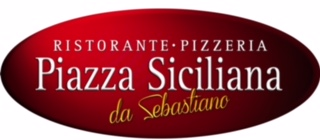 RISTORANTE · PIZZERIA
Piazza Siciliana
da Sebastiano